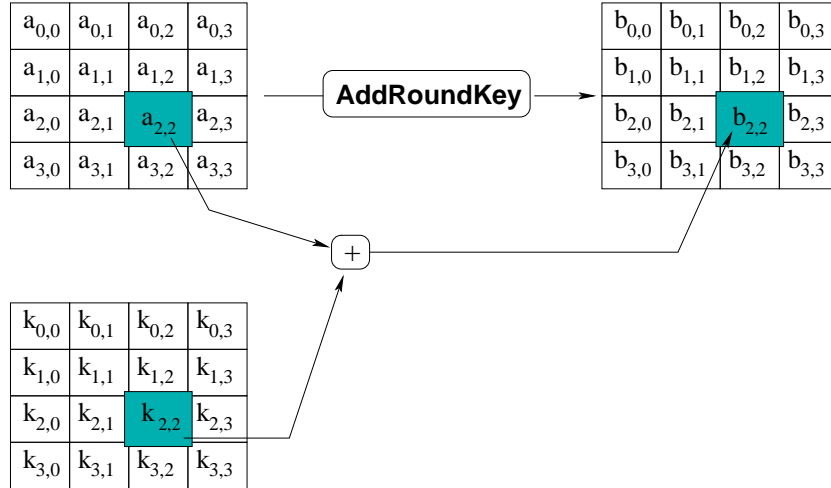 a0,0 a0,1 a0,2 a0,3
a1,0 a1,1 a1,2 a1,3
a2,0 a2,1 a2,2 a2,3
a3,0 a3,1 a3,2 a3,3
AddRoundKey
b0,0 b0,1 b0,2 b0,3
b1,0 b1,1 b1,2 b1,3
b2,0 b2,1 b2,2 b2,3
b3,0 b3,1 b3,2 b3,3
+
k0,0 k0,1 k0,2 k0,3
k1,0 k1,1 k1,2 k1,3
k2,0 k2,1 k2,2 k2,3
k3,0 k3,1 k3,2 k3,3